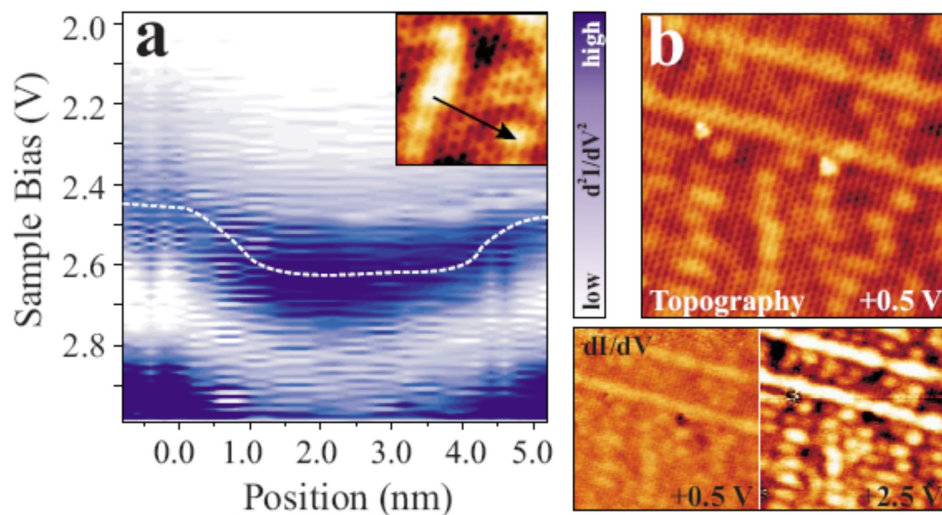 a
Sample Bias (V)
2.0
2.2
2.4
2.6
2.8
0.0 1.0 2.0 3.0 4.0 5.0
Position (nm)
high
d²I/dV²
low
b
Topography +0.5 V
dI/dV
+0.5 V
+2.5 V